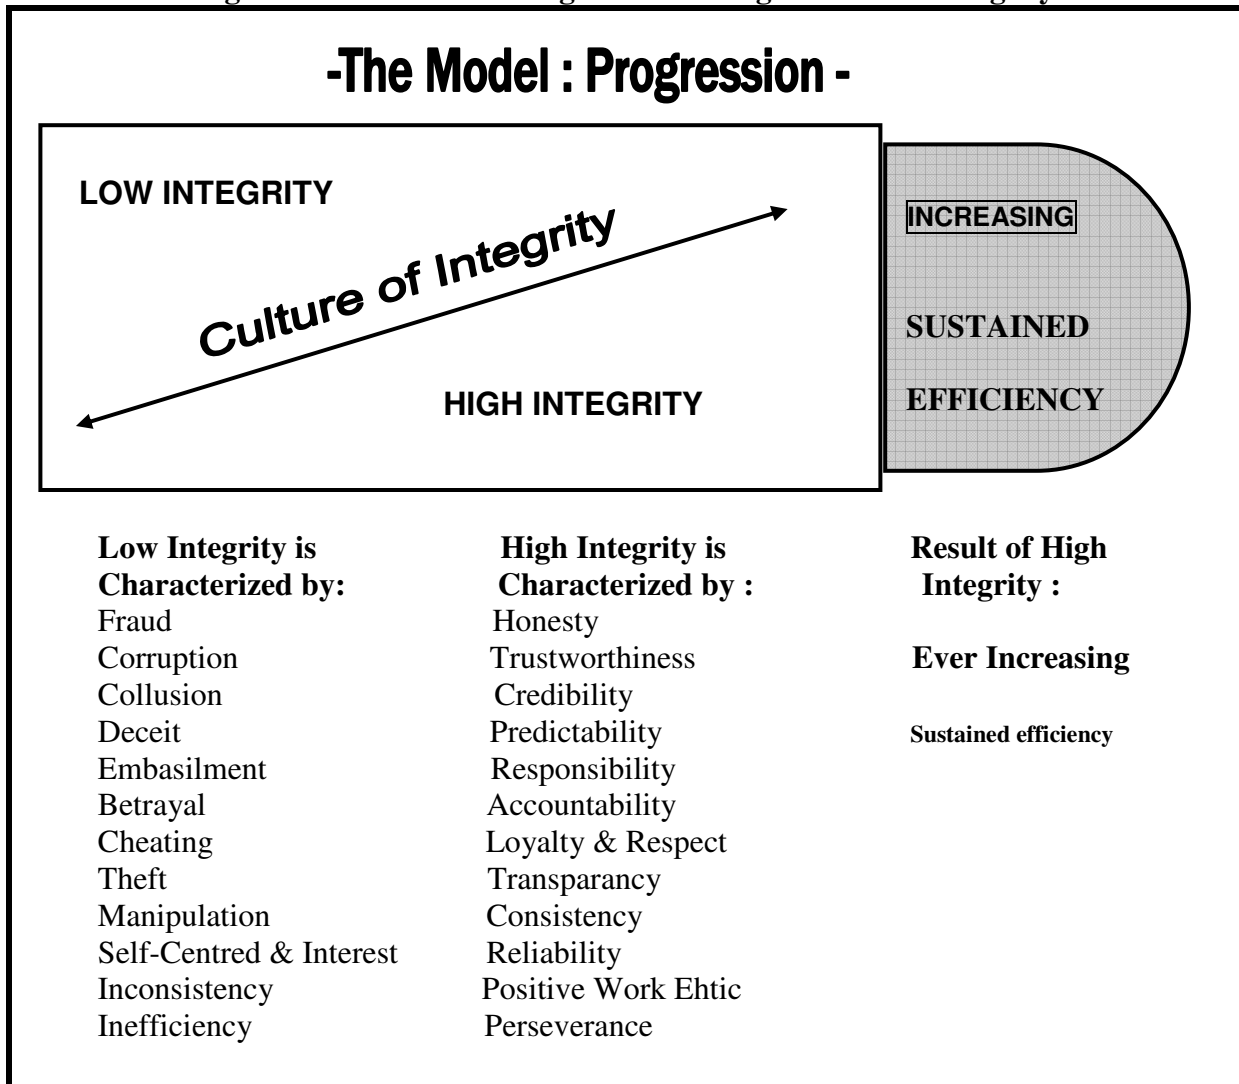 -The Model : Progression -
LOW INTEGRITY
Culture of Integrity
HIGH INTEGRITY
INCREASING
SUSTAINED
EFFICIENCY
Low Integrity is
Characterized by:
Fraud
Corruption
Collusion
Deceit
Embasilment
Betrayal
Cheating
Theft
Manipulation
Self-Centred & Interest
Inconsistency
Inefficiency
High Integrity is
Characterized by :
Honesty
Trustworthiness
Credibility
Predictability
Responsibility
Accountability
Loyalty & Respect
Transparancy
Consistency
Reliability
Positive Work Ehtic
Perseverance
Result of High
Integrity :
Ever Increasing
Sustained efficiency